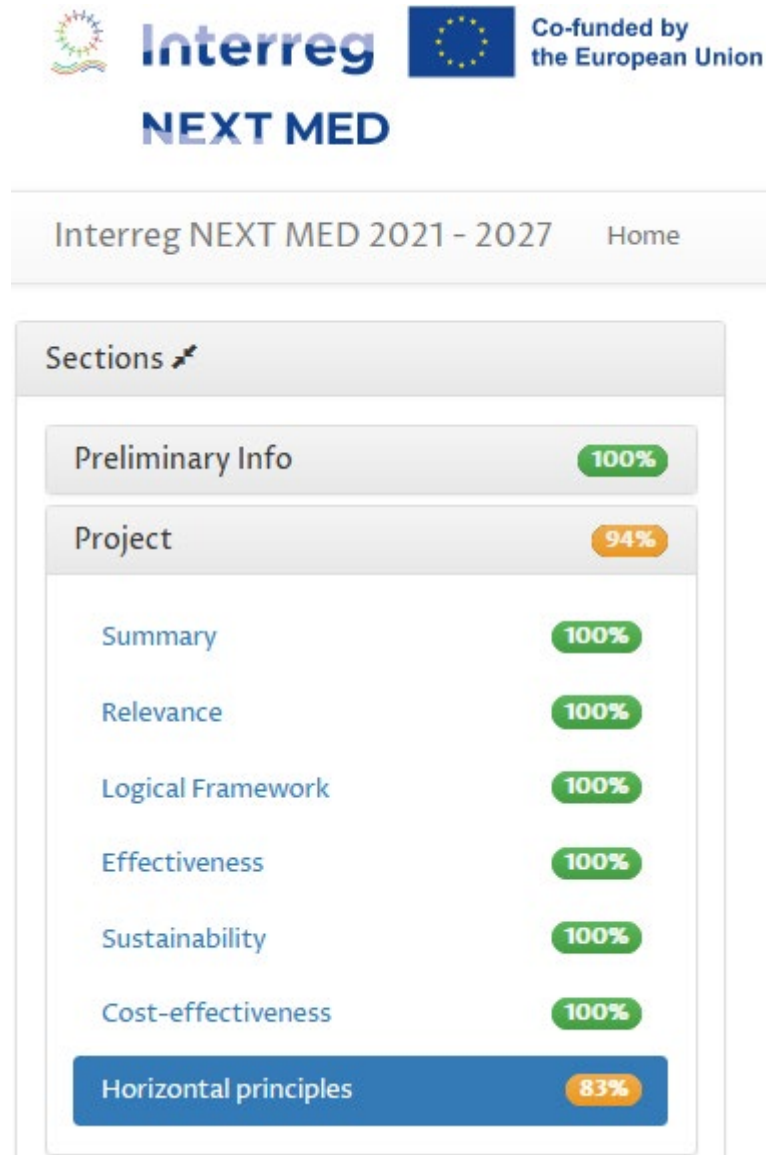 Interreg
Co-funded by
the European Union
NEXT MED
Interreg NEXT MED 2021 - 2027 Home
Sections
Preliminary Info 100%
Project 94%
Summary 100%
Relevance 100%
Logical Framework 100%
Effectiveness 100%
Sustainability 100%
Cost-effectiveness 100%
Horizontal principles 83%